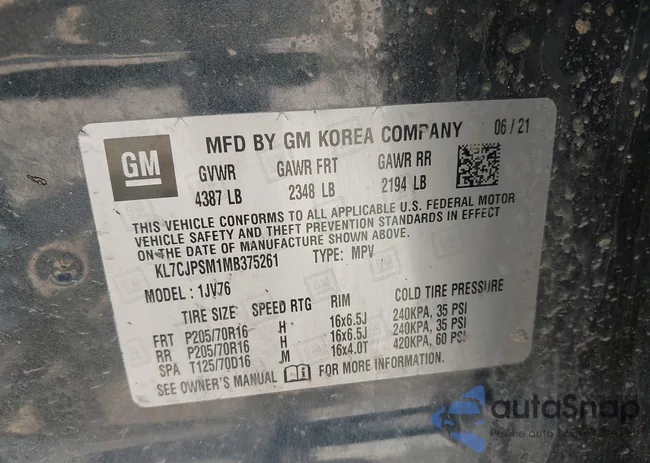 GM
MFD BY GM KOREA COMPANY 06 / 21
GVWR GAWR FRT GAWR RR
4387 LB 2348 LB 2194 LB
THIS VEHICLE CONFORMS TO ALL APPLICABLE U.S. FEDERAL MOTOR
VEHICLE SAFETY AND THEFT PREVENTION STANDARDS IN EFFECT
ON THE DATE OF MANUFACTURE SHOWN ABOVE.
KL7CJPSM1MB375261 TYPE: MPV
MODEL : 1JV76
TIRE SIZE SPEED RTG RIM COLD TIRE PRESSURE
FRT P205/70R16 H 16x6.5J 240KPA, 35 PSI
RR P205/70R16 H 16x6.5J 240KPA, 35 PSI
SPA T125/70D16 M 16x4.0T 420KPA, 60 PSI
SEE OWNER'S MANUAL FOR MORE INFORMATION.
autoSnap